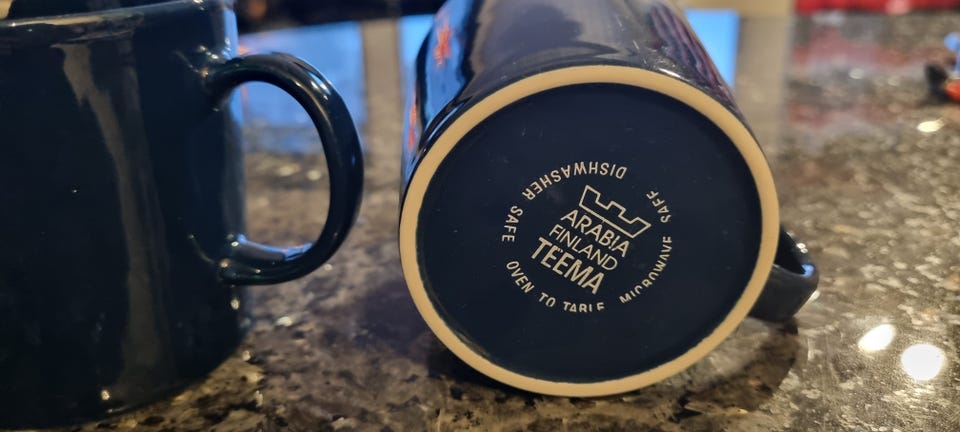 ARABIA
FINLAND
TEEMA
DISHWASHER SAFE
OVEN TO TABLE
MICROWAVE SAFE